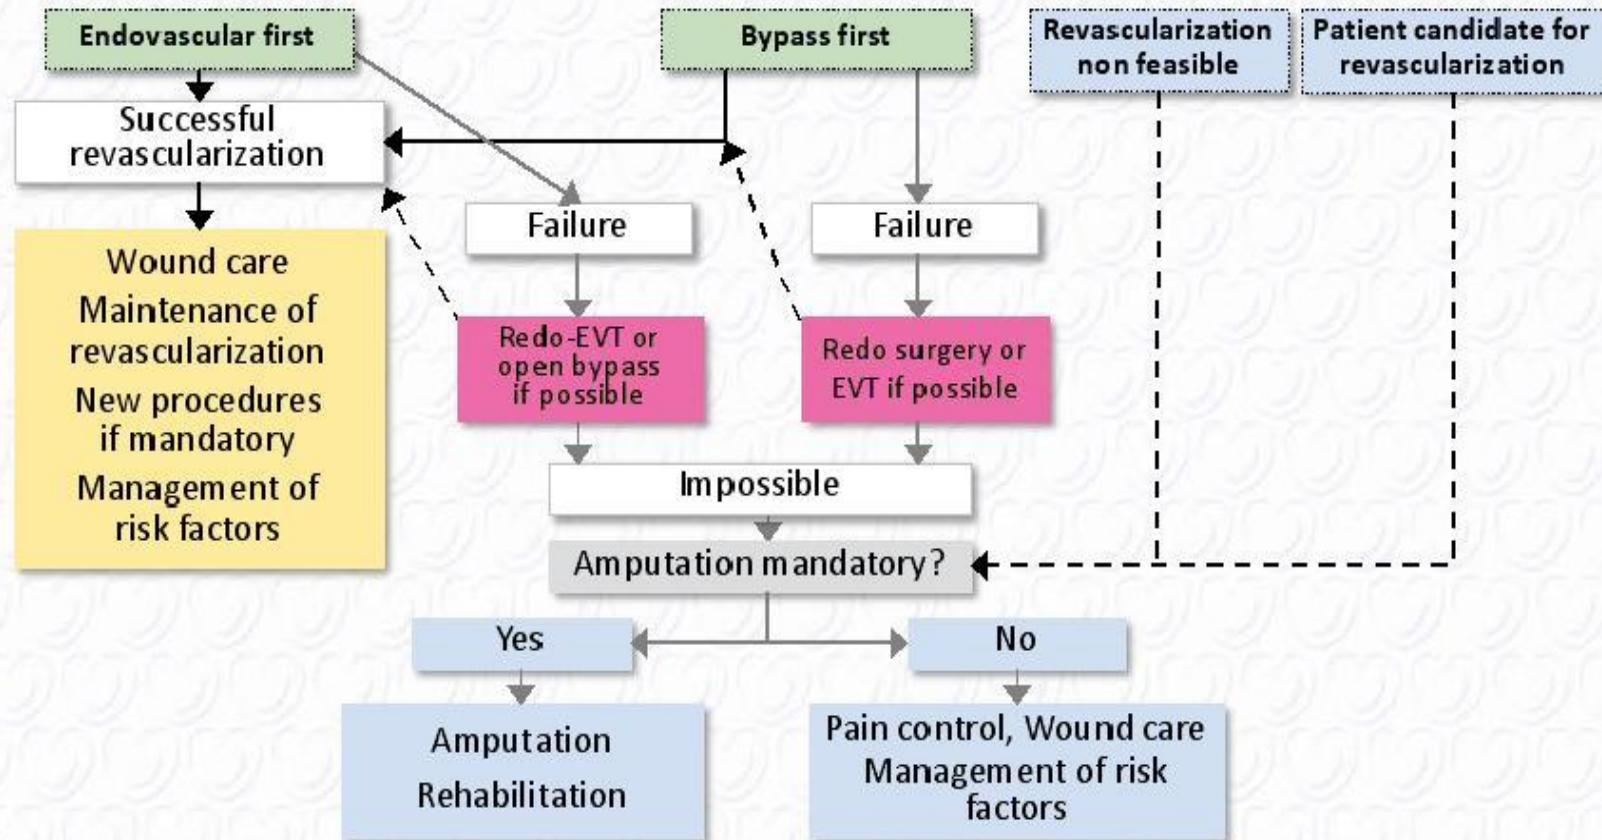 Endovascular first
Bypass first
Revascularization
non feasible
Patient candidate for
revascularization
Successful
revascularization
Failure
Failure
Wound care
Maintenance of
revascularization
New procedures
if mandatory
Management of
risk factors
Redo-EVT or
open bypass
if possible
Redo surgery or
EVT if possible
Impossible
Amputation mandatory?
Yes
No
Amputation
Rehabilitation
Pain control, Wound care
Management of risk
factors